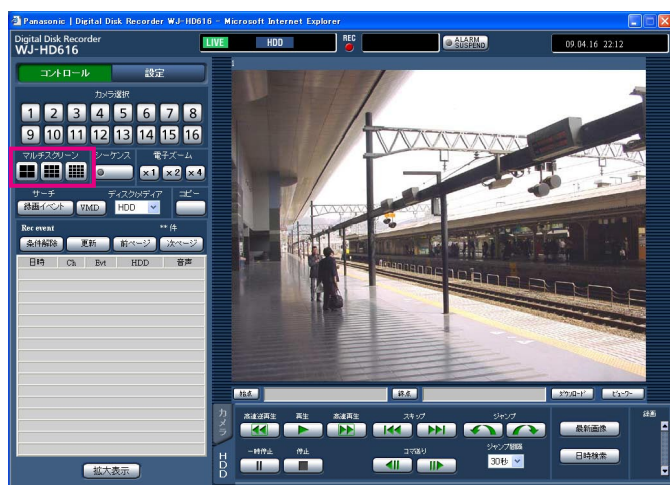 Panasonic | Digital Disk Recorder WJ-HD616 - Microsoft Internet Explorer
Digital Disk Recorder
WJ-HD616
LIVE HDD REC ALARM SUSPEND 09.04.16 22:12
コントロール 設定
カメラ選択
1 2 3 4 5 6 7 8
9 10 11 12 13 14 15 16
マルチスクリーン シーケンス 電子ズーム
×1 ×2 ×4
サーチ ディスク/メディア コピー
録画イベント VMD HDD
Rec event ** 件
条件解除 更新 前ページ 次ページ
日時 Ch Evt HDD 音声
拡大表示
始点 終点 ダウンロード ビューワー
カメラ
HDD
高速逆再生 再生 高速再生 スキップ ジャンプ 録画
最新画像
一時停止 停止 コマ送り ジャンプ間隔
30秒 日時検索